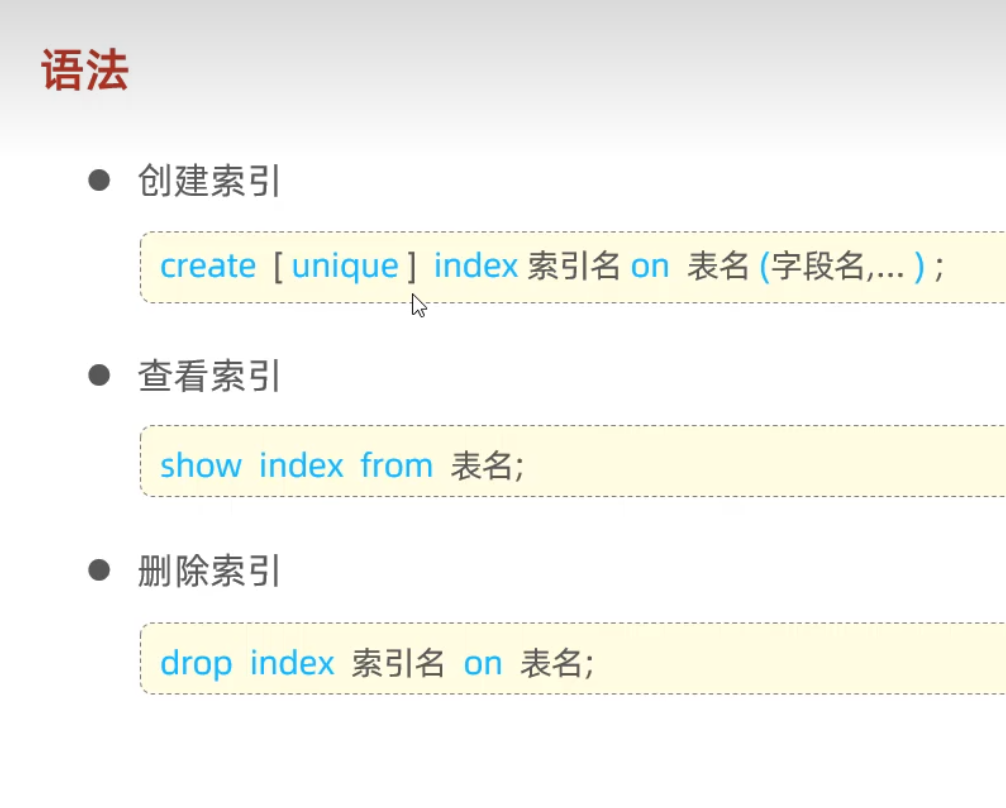 语法
创建索引
create [ unique ] index 索引名 on 表名 (字段名,... ) ;
查看索引
show index from 表名;
删除索引
drop index 索引名 on 表名;